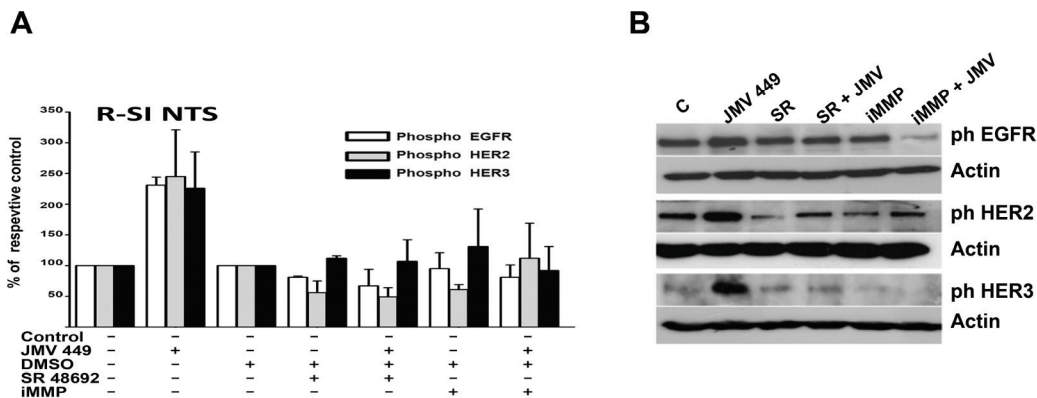 A
R-SI NTS
% of respevtive control
350
300
250
200
150
100
50
Phospho EGFR
Phospho HER2
Phospho HER3
Control
JMV 449 – + – – + – +
DMSO – – + + + + +
SR 48692 – – – + + – –
iMMP – – – – – + +
B
C JMV 449 SR SR + JMV iMMP iMMP + JMV
ph EGFR
Actin
ph HER2
Actin
ph HER3
Actin